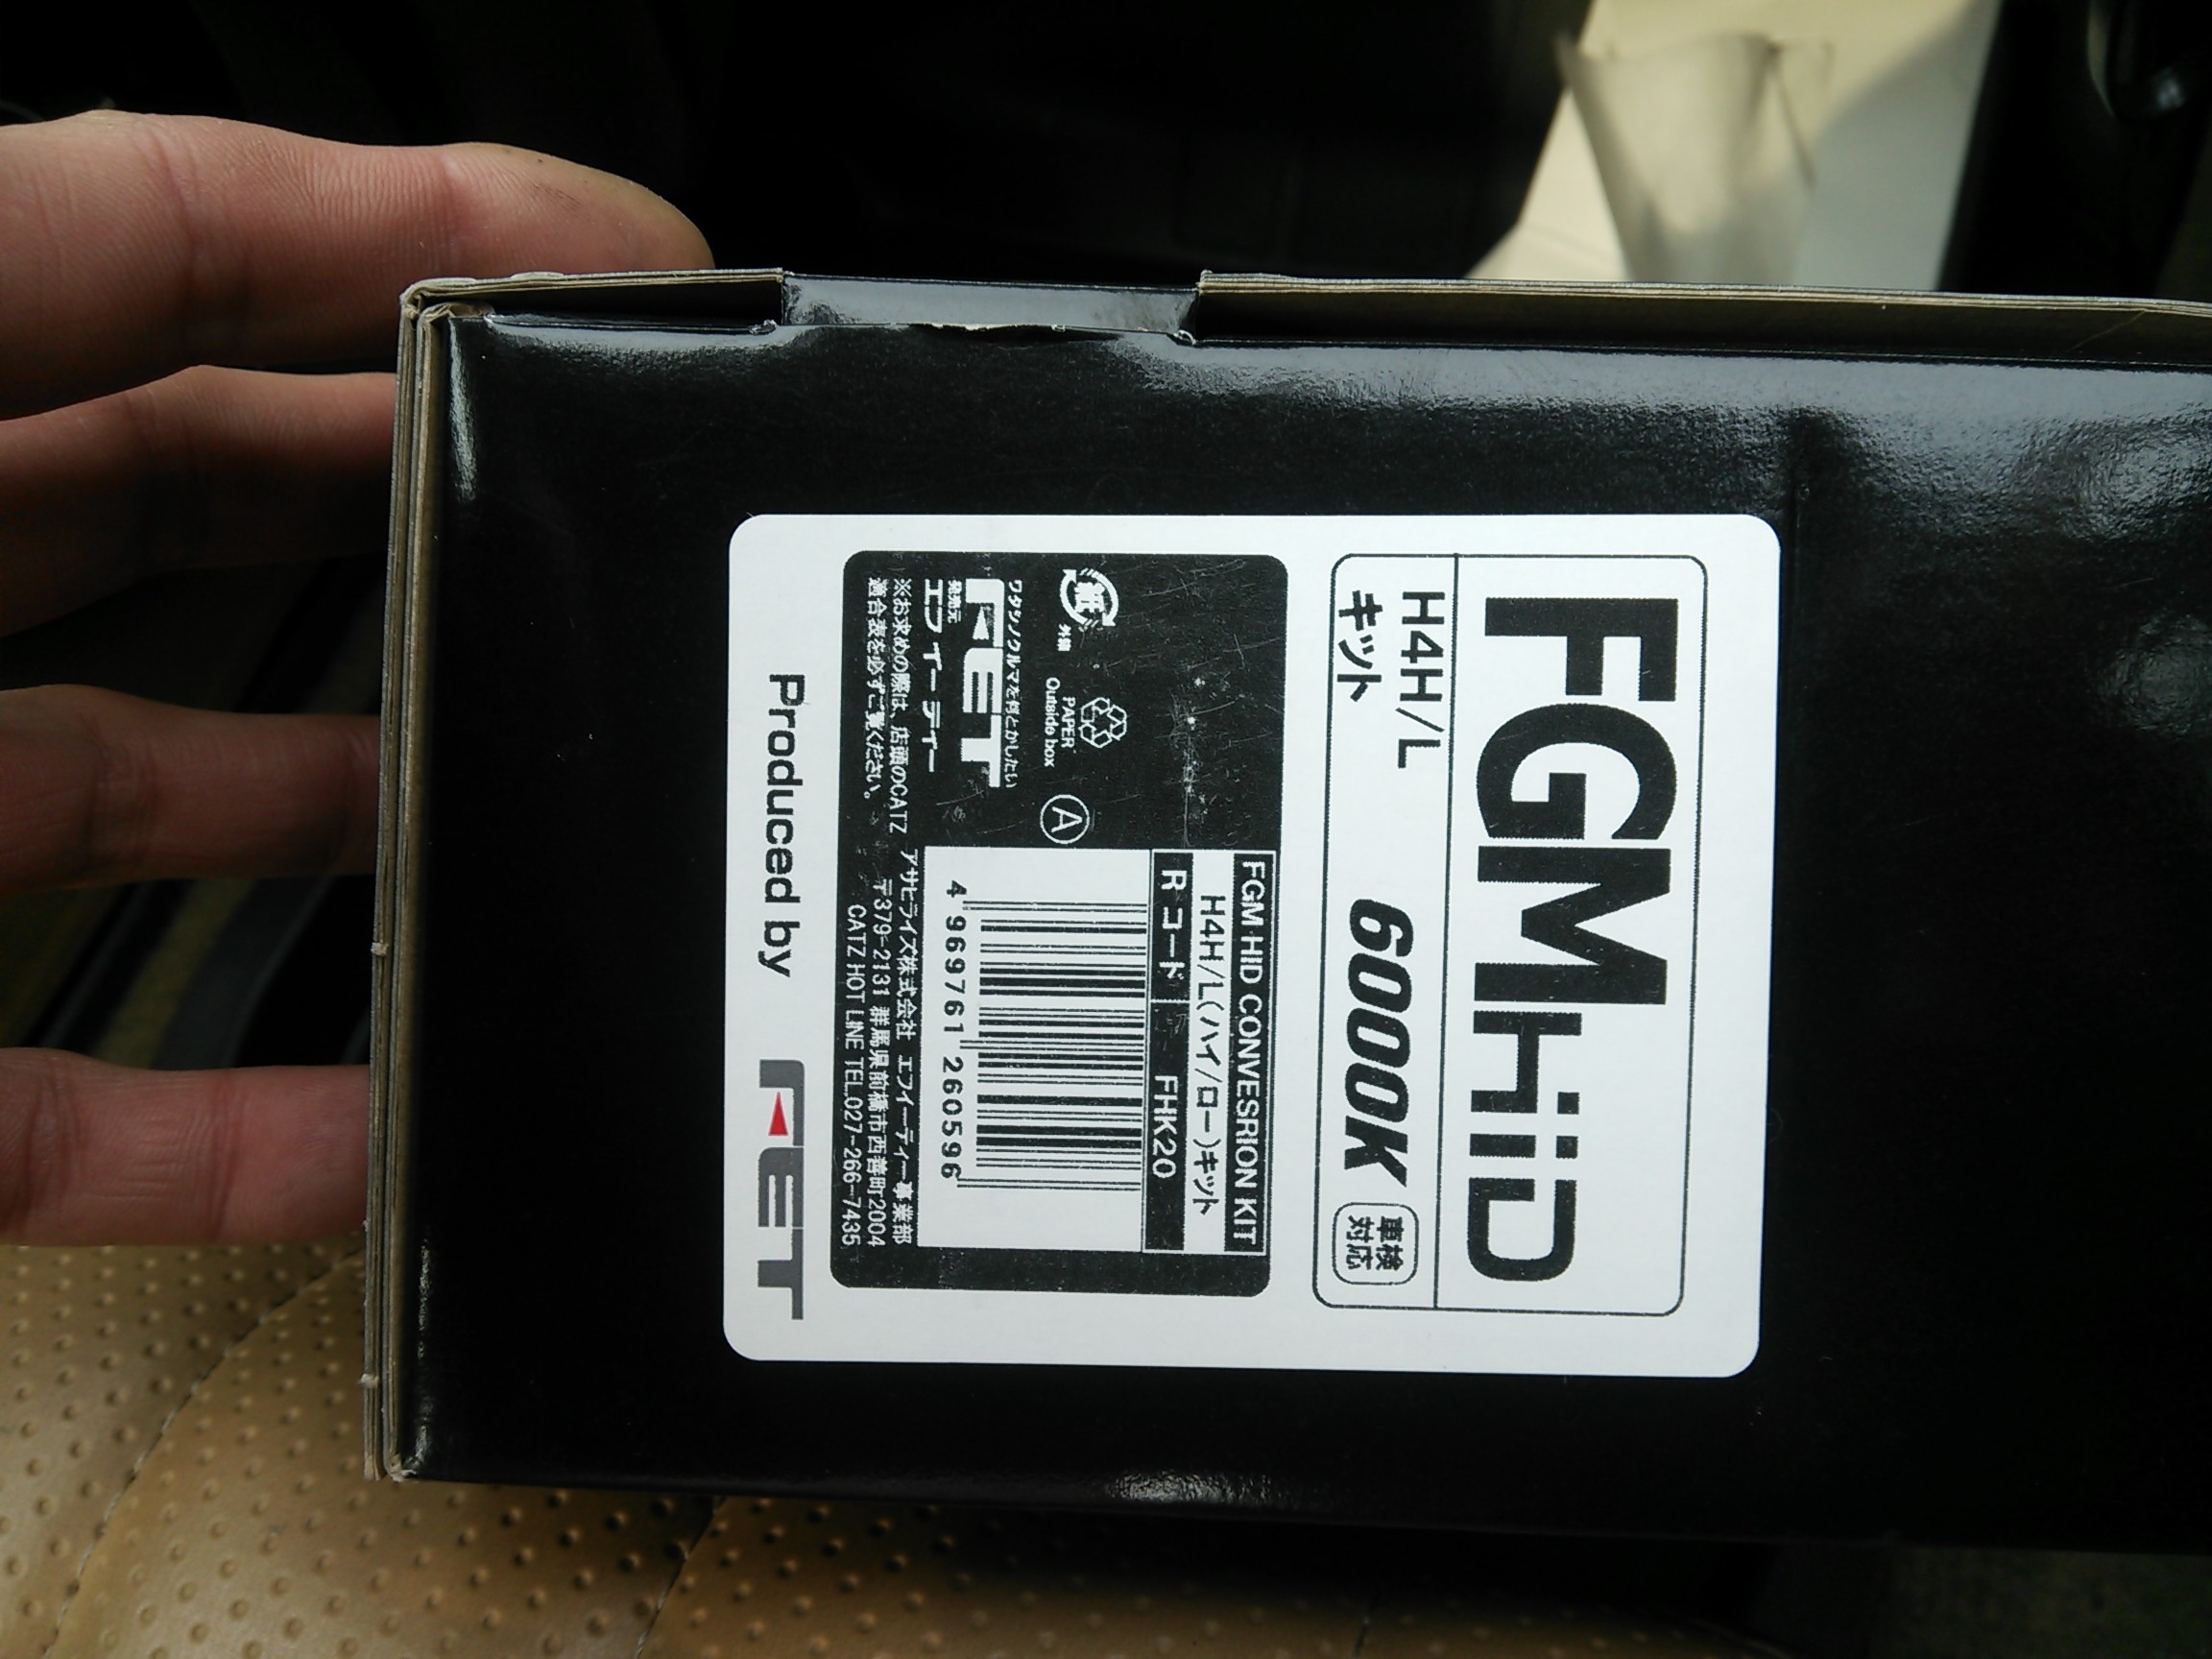 FGMHiD
H4H/L
キット
6000K
車検
対応
FGM HID CONVESRION KIT
H4H/L(ハイ/ロー)キット
R コード FHK20
4 969761 260596
紙
外箱
PAPER
Outside box
A
ワタシノクルマを何とかしたい
FET
発売元
エフ イー ティー
※お求めの際は、店頭のCATZ
適合表を必ずご覧ください。
アサヒライズ株式会社 エフイーティー事業部
〒379-2131 群馬県前橋市西善町2004
CATZ HOT LINE TEL.027-266-7435
Produced by FET